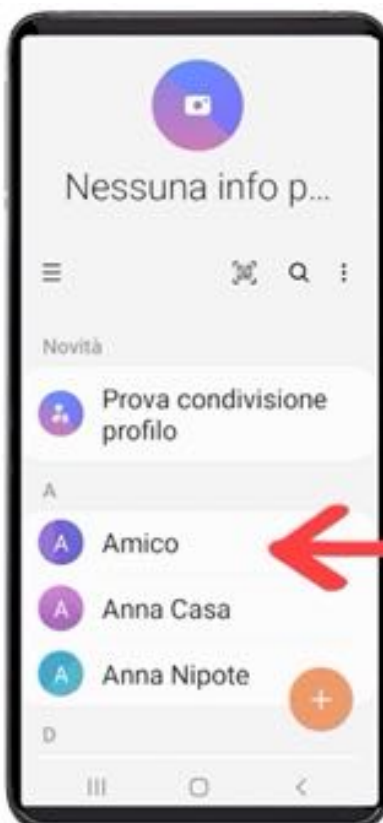 Nessuna info p...
Novità
Prova condivisione
profilo
A
A Amico
A Anna Casa
A Anna Nipote
D